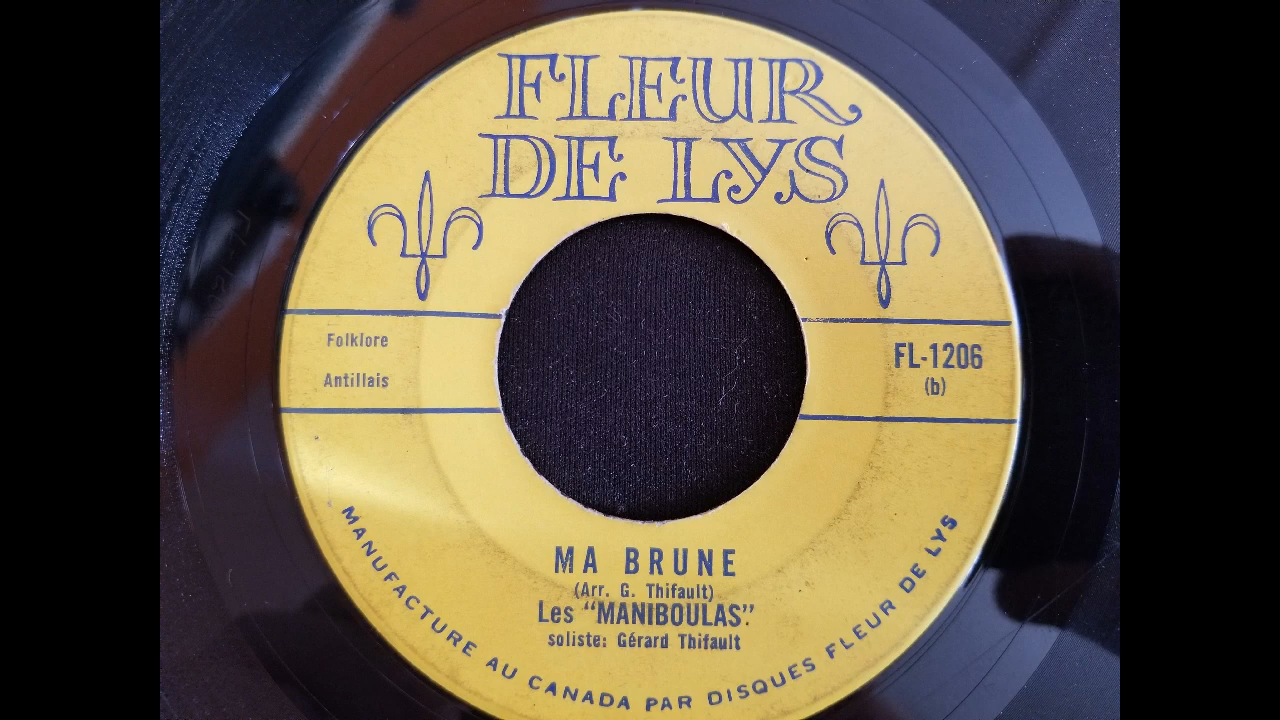 FLEUR
DE LYS
Folklore
Antillais
FL-1206
(b)
MA BRUNE
(Arr. G. Thifault)
Les "MANIBOULAS".
soliste: Gérard Thifault
MANUFACTURE AU CANADA PAR DISQUES FLEUR DE LYS